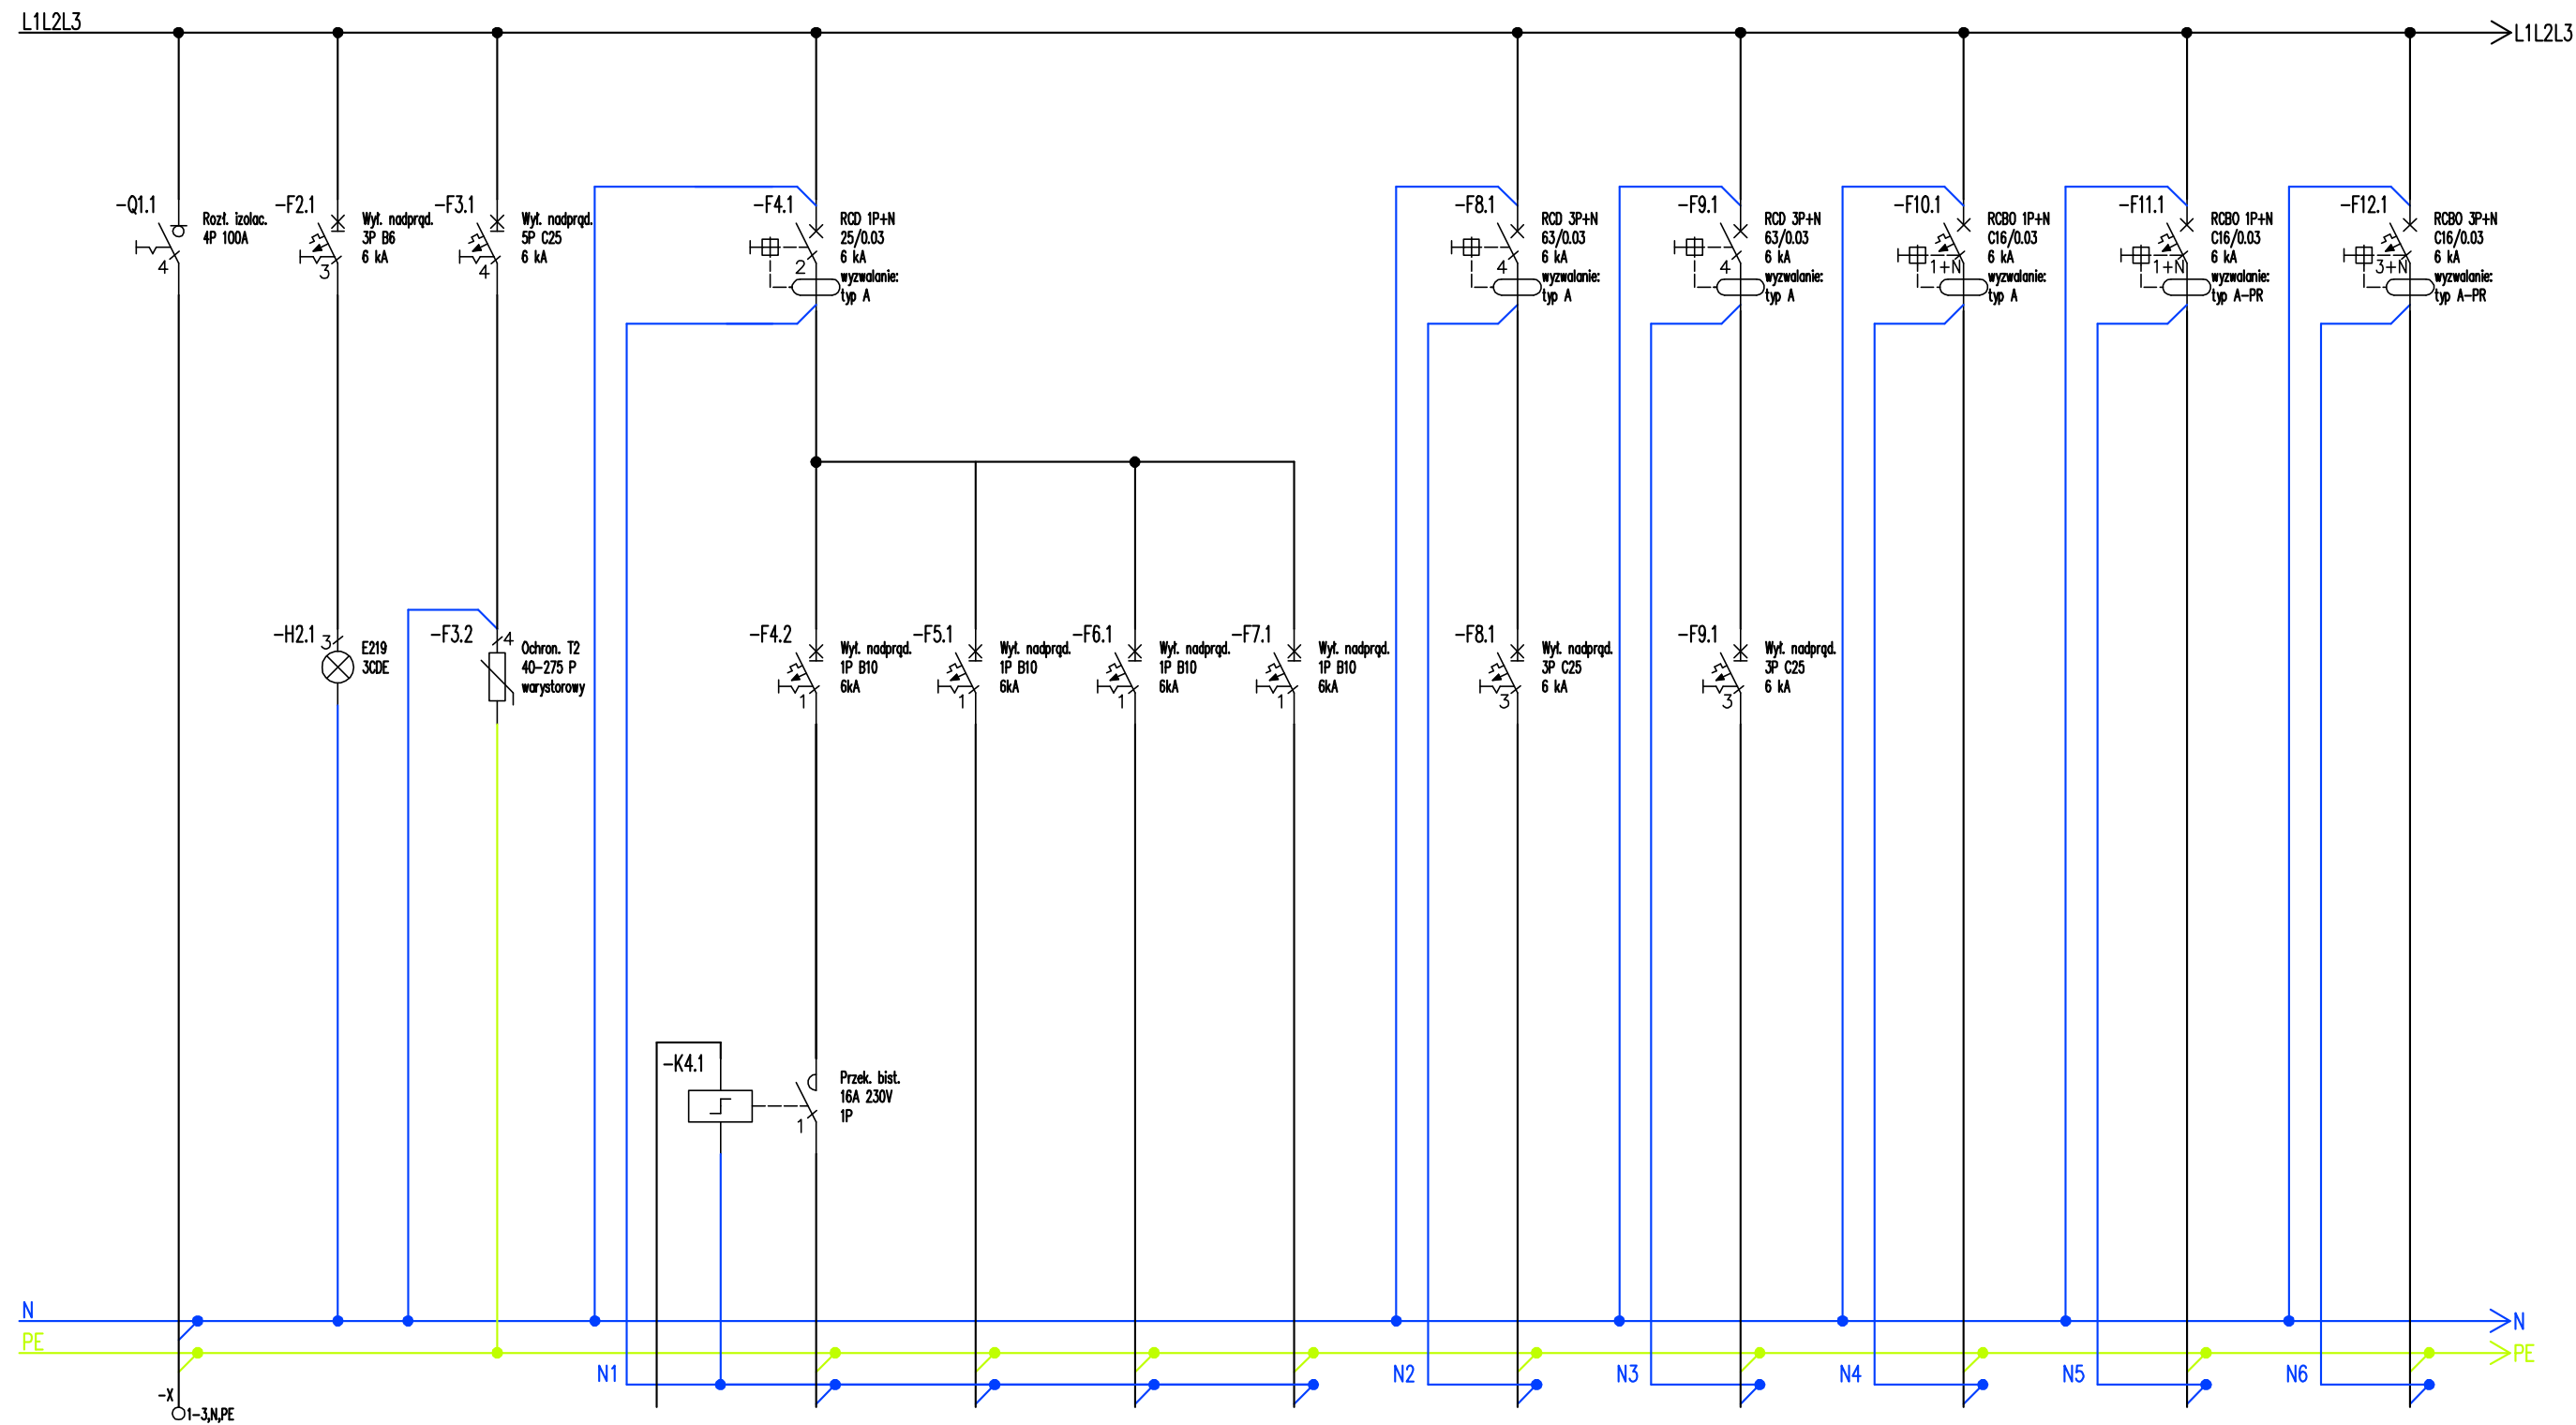 L1L2L3
L1L2L3
-Q1.1
Rozł. izolac.
4P 100A
4
-F2.1
Wył. nadprąd.
3P B6
6 kA
3
-F3.1
Wył. nadprąd.
5P C25
6 kA
4
-F4.1
RCD 1P+N
25/0.03
6 kA
wyzwalanie:
typ A
2
-F8.1
RCD 3P+N
63/0.03
6 kA
wyzwalanie:
typ A
4
-F9.1
RCD 3P+N
63/0.03
6 kA
wyzwalanie:
typ A
4
-F10.1
RCBO 1P+N
C16/0.03
6 kA
wyzwalanie:
typ A
1+N
-F11.1
RCBO 1P+N
C16/0.03
6 kA
wyzwalanie:
typ A-PR
1+N
-F12.1
RCBO 3P+N
C16/0.03
6 kA
wyzwalanie:
typ A-PR
3+N
-H2.1
3
E219
3CDE
-F3.2
4
Ochron. T2
40-275 P
warystorowy
-F4.2
Wył. nadprąd.
1P B10
6kA
1
-F5.1
Wył. nadprąd.
1P B10
6kA
1
-F6.1
Wył. nadprąd.
1P B10
6kA
1
-F7.1
Wył. nadprąd.
1P B10
6kA
1
-F8.1
Wył. nadprąd.
3P C25
6 kA
3
-F9.1
Wył. nadprąd.
3P C25
6 kA
3
-K4.1
Przek. bist.
16A 230V
1P
1
N
N
PE
PE
N1
N2
N3
N4
N5
N6
-X
1-3,N,PE